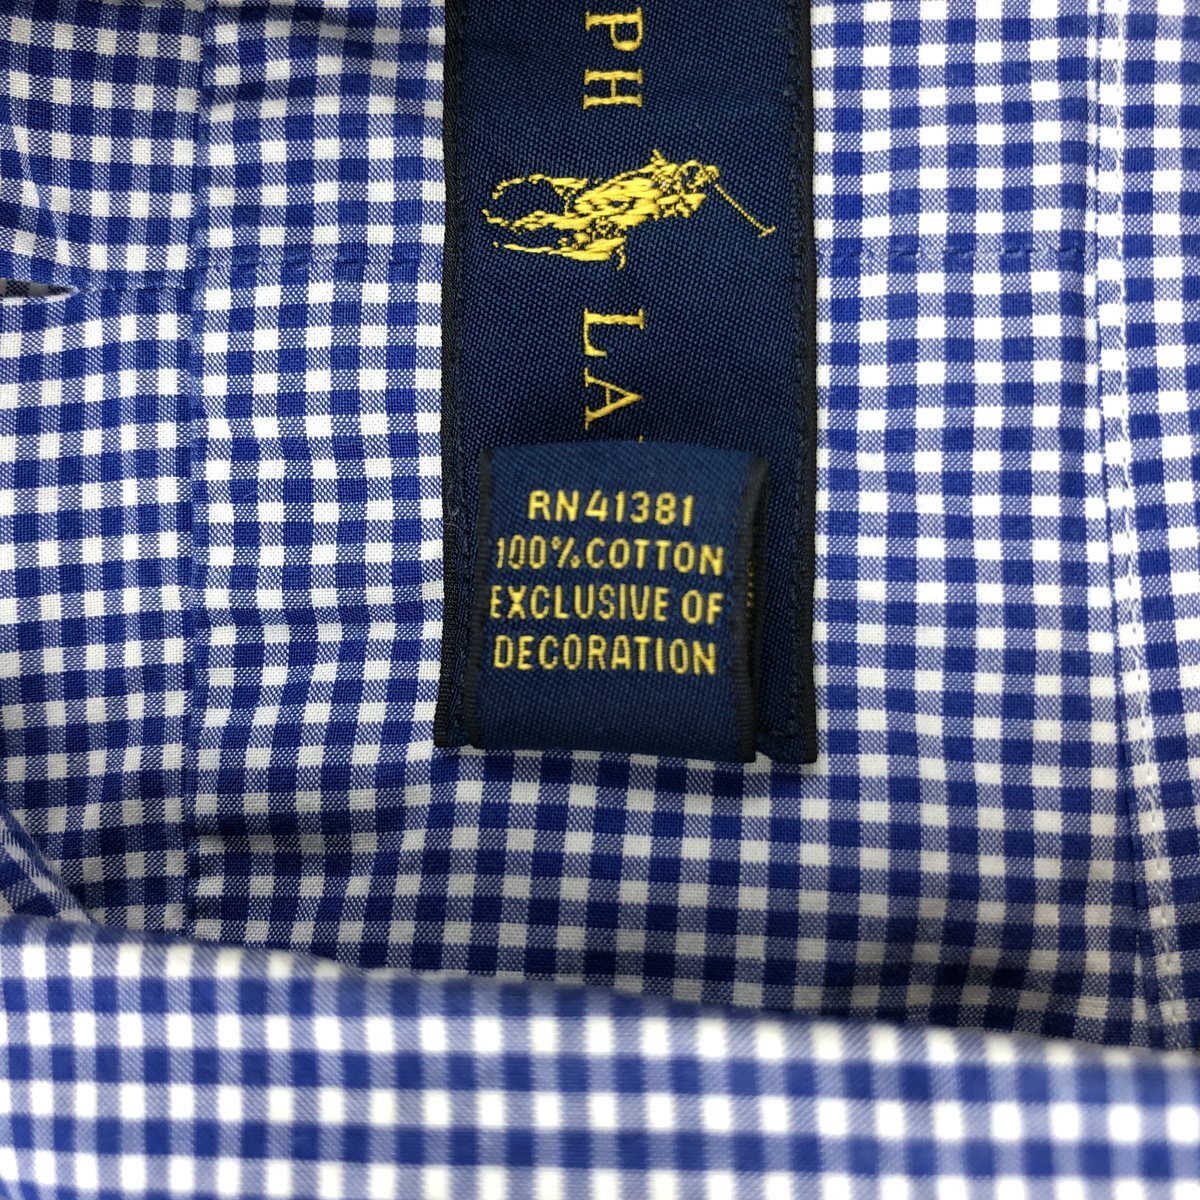 PH LA
RN41381
100% COTTON
EXCLUSIVE OF
DECORATION